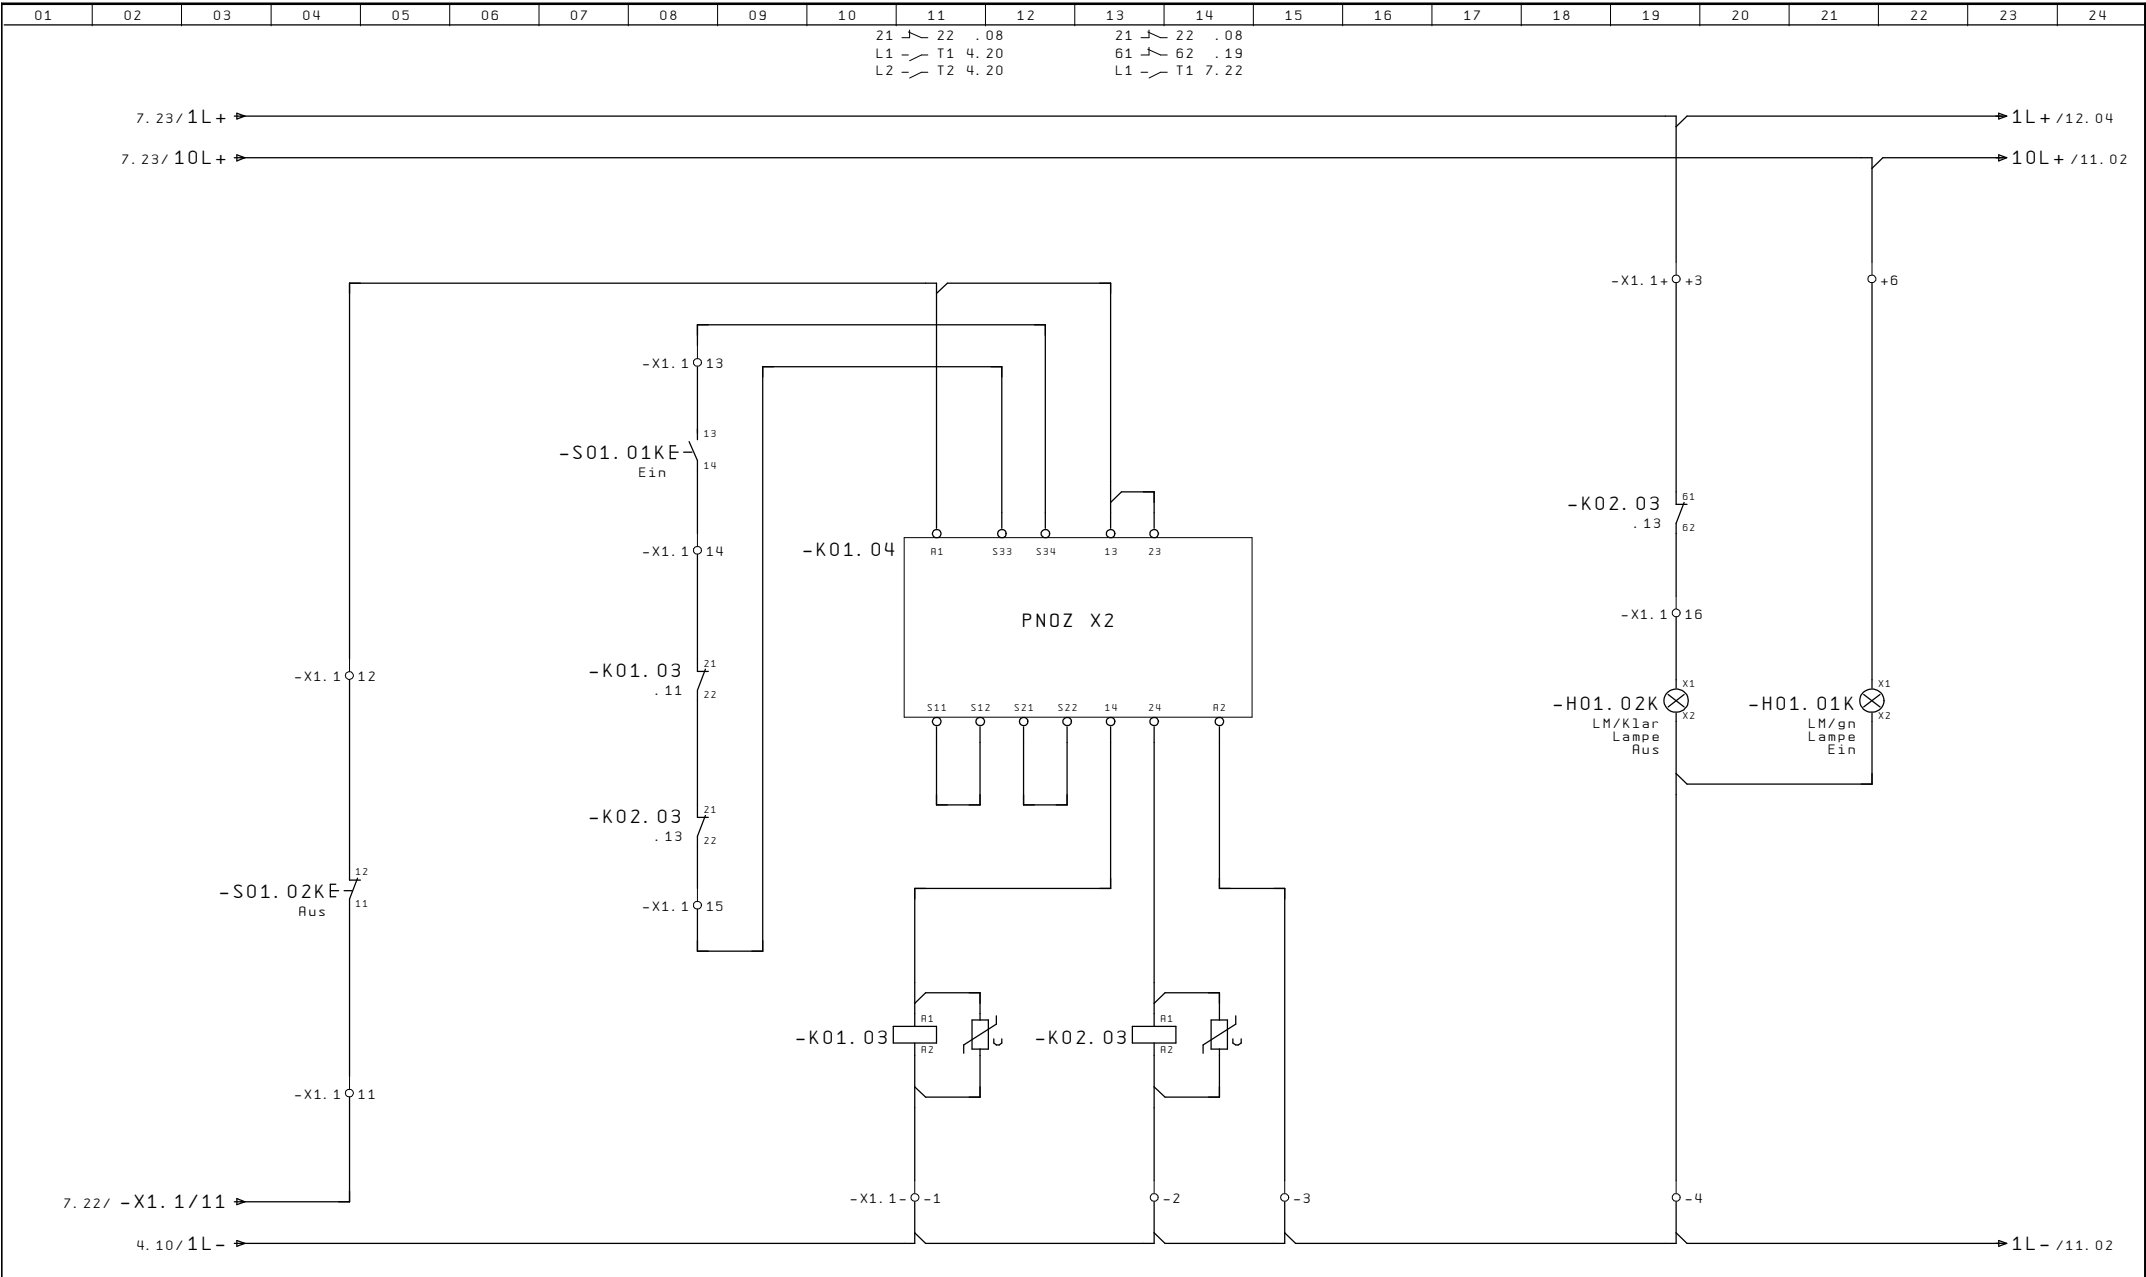 01 02 03 04 05 06 07 08 09 10 11 12 13 14 15 16 17 18 19 20 21 22 23 24
21 22 .08 21 22 .08
L1 T1 4.20 61 62 .19
L2 T2 4.20 L1 T1 7.22
7.23/1L+ 1L+/12.04
7.23/10L+ 10L+/11.02
-X1.1+ +3 +6
-X1.1 13
13
-S01.01KE
Ein 14
61
-K02.03
.13 62
-X1.1 14
-K01.04
A1 S33 S34 13 23
PNOZ X2
-X1.1 16
21
-K01.03
.11 22
-X1.1 12
X1 X1
-H01.02K -H01.01K
X2 X2
LM/Klar LM/gn
Lampe Lampe
Aus Ein
S11 S12 S21 S22 14 24 A2
21
-K02.03
.13 22
12
-S01.02KE
11
Aus
-X1.1 15
A1 A1
-K01.03 U -K02.03 U
A2 A2
-X1.1 11
7.22/ -X1.1/11
-X1.1- -1 -2 -3 -4
4.10/1L- 1L-/11.02